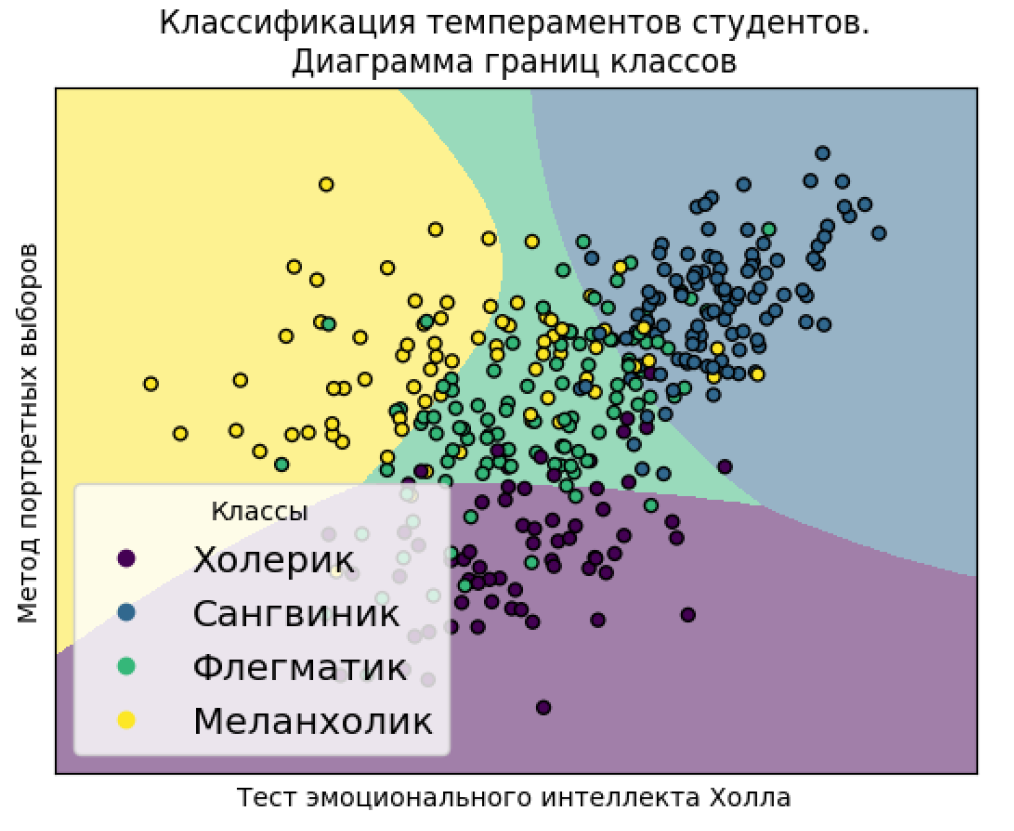 Классификация темпераментов студентов.
Диаграмма границ классов
Метод портретных выборов
Классы
Холерик
Сангвиник
Флегматик
Меланхолик
Тест эмоционального интеллекта Холла